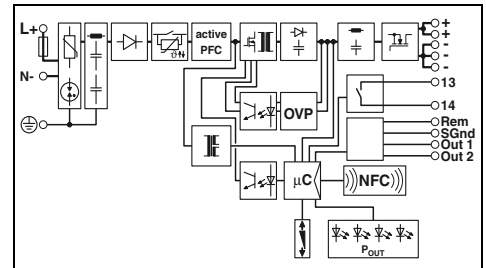 L+
N-
active
PFC
+
+
-
-
-
ϑ
OVP
13
14
Rem
SGnd
Out 1
Out 2
µC
NFC
POUT